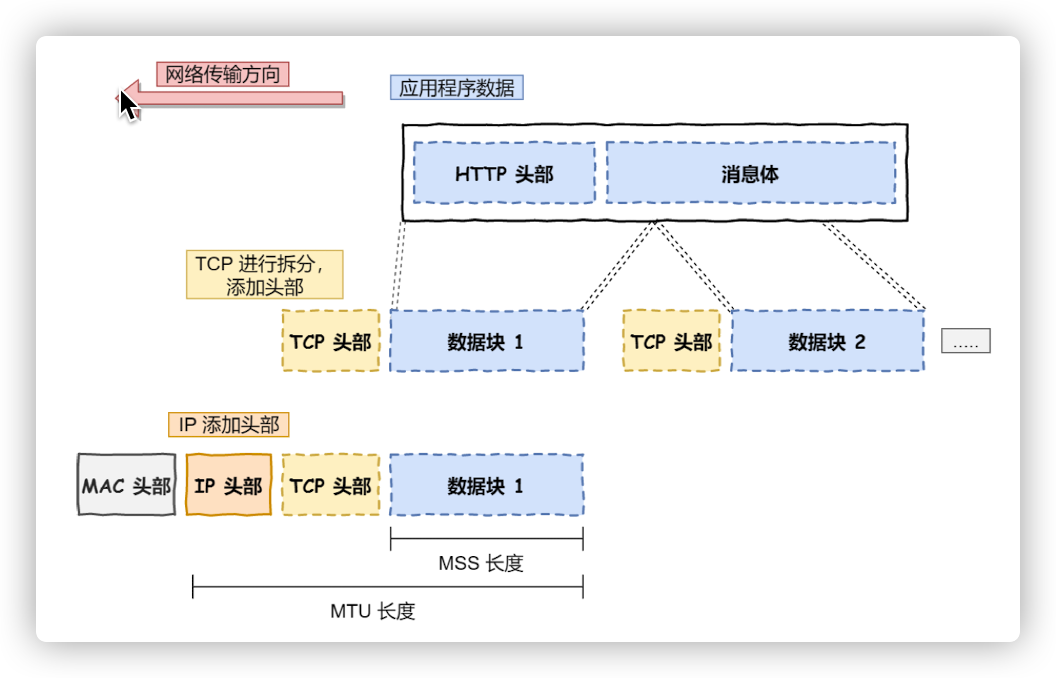 网络传输方向
应用程序数据
HTTP 头部
消息体
TCP 进行拆分，
添加头部
TCP 头部
数据块 1
TCP 头部
数据块 2
.....
IP 添加头部
MAC 头部
IP 头部
TCP 头部
数据块 1
MSS 长度
MTU 长度